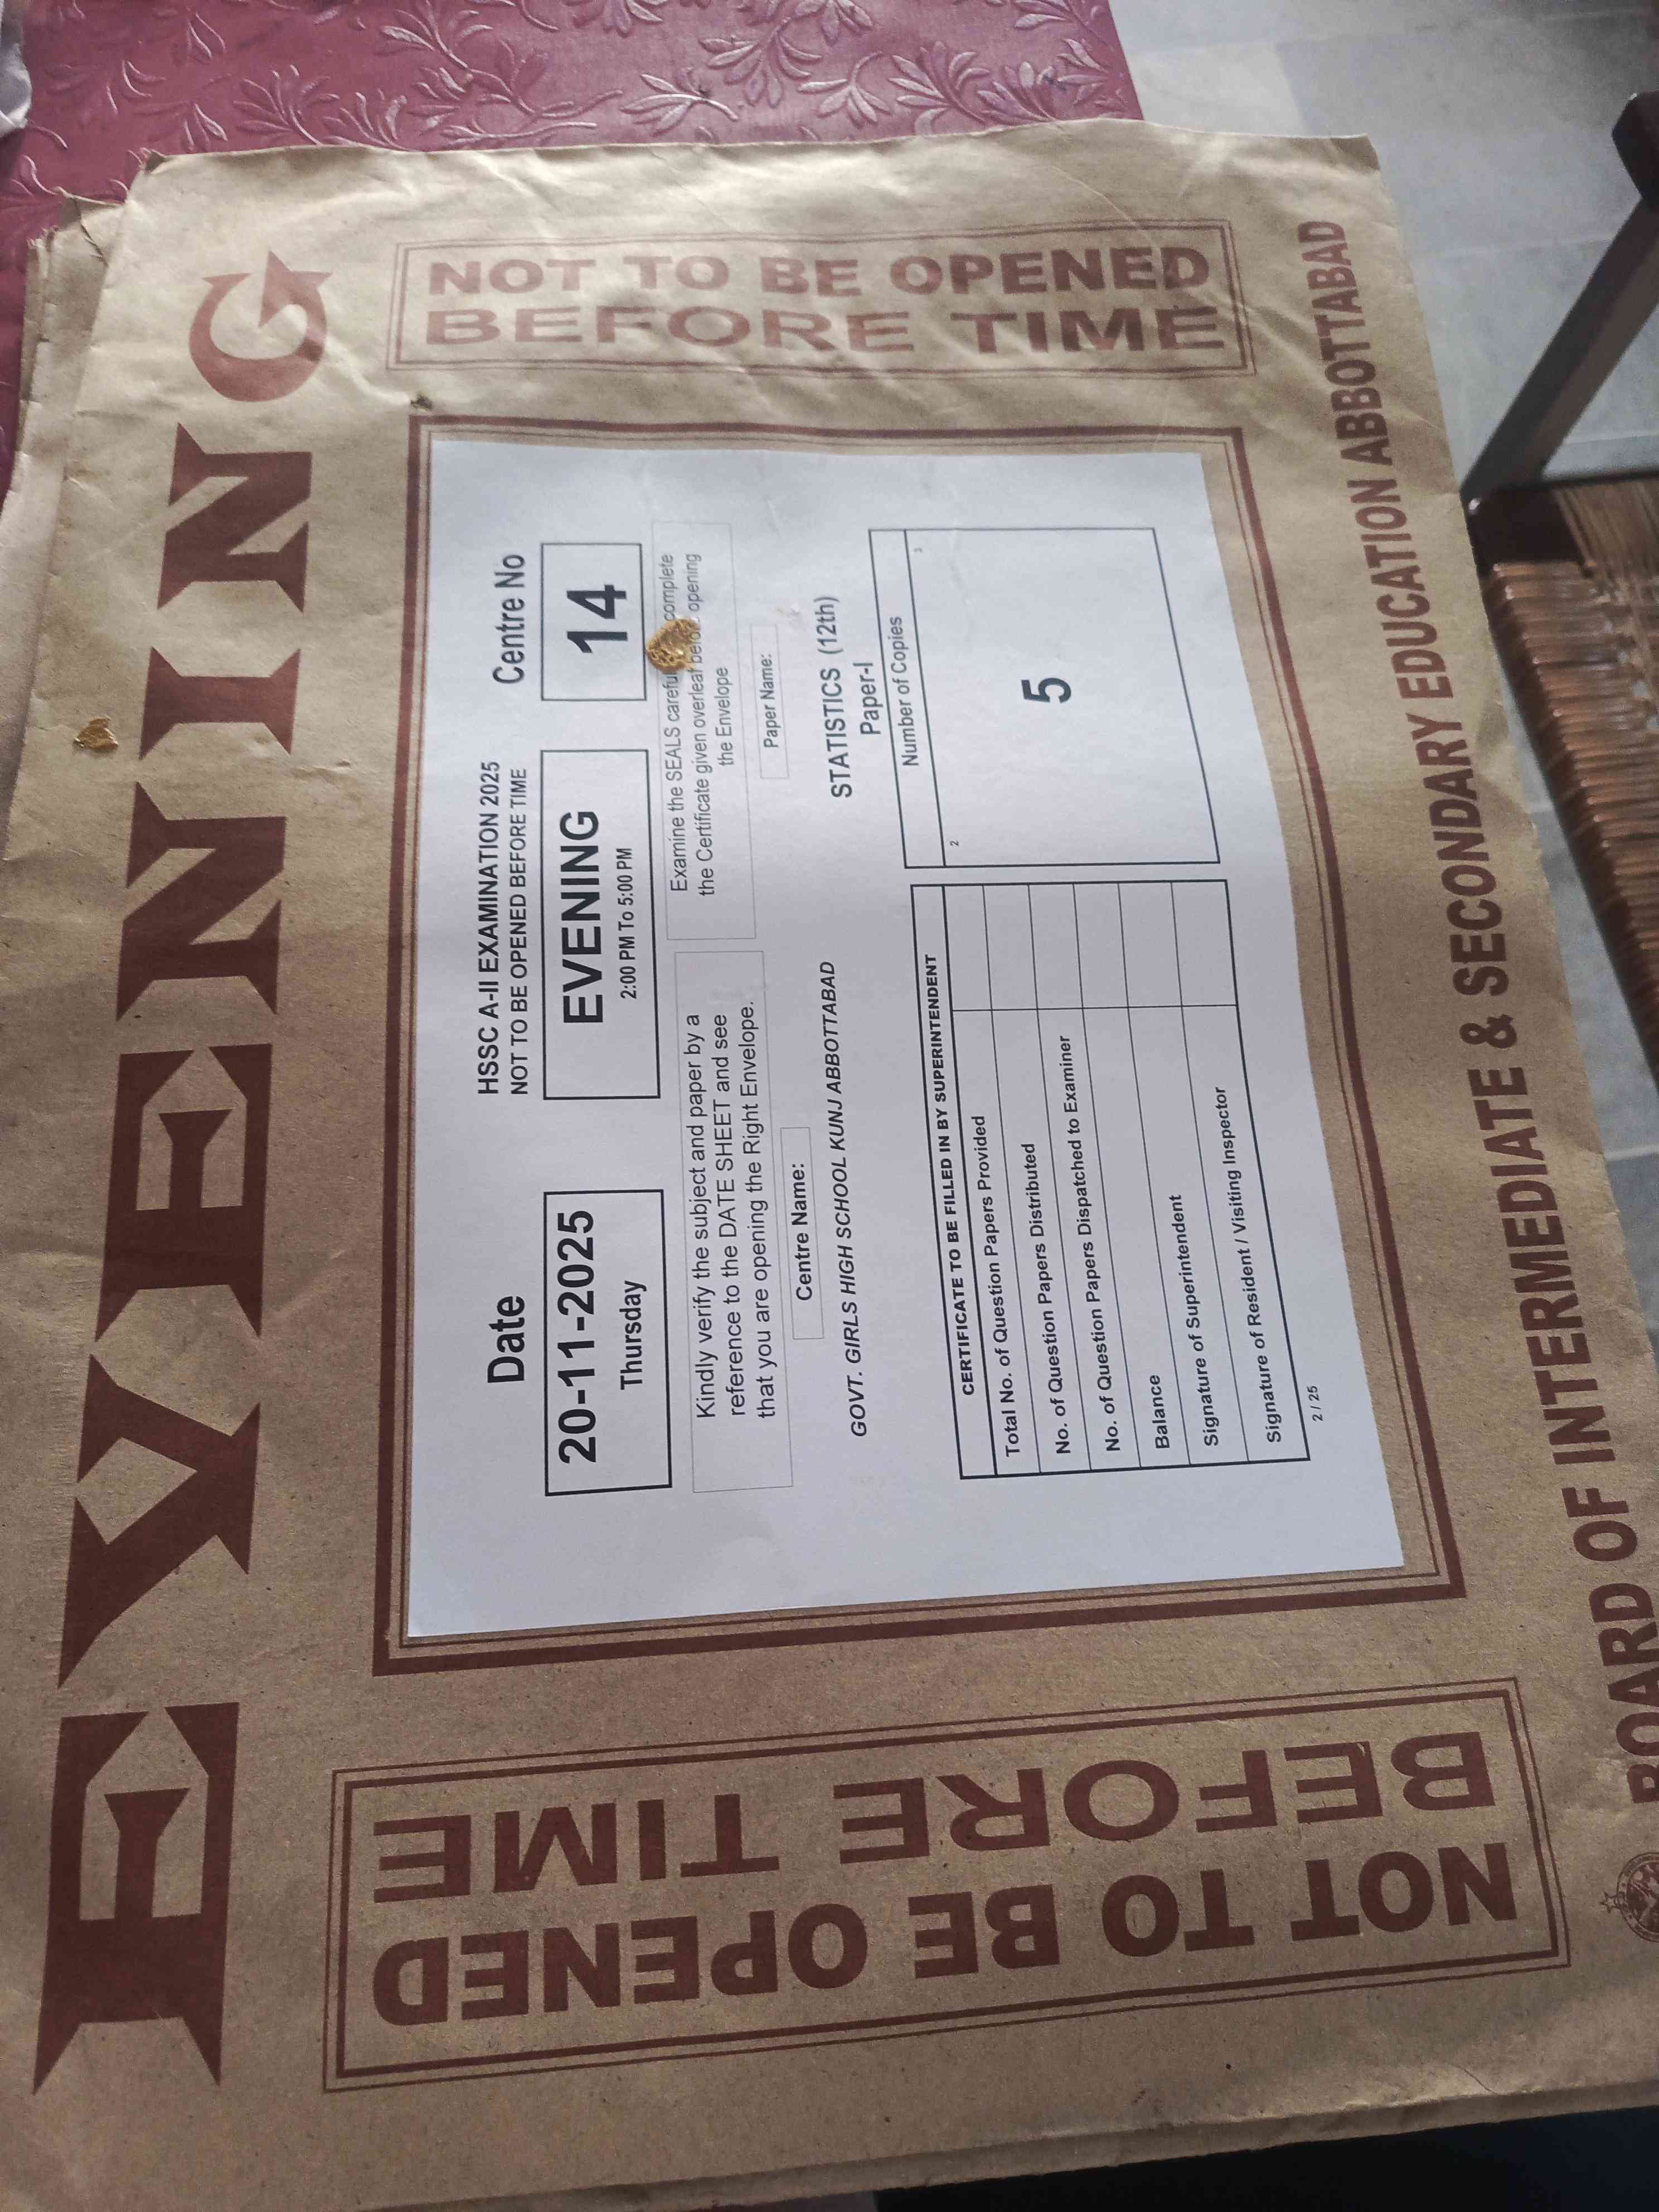 EVENING
NOT TO BE OPENED
BEFORE TIME
HSSC A-II EXAMINATION 2025
NOT TO BE OPENED BEFORE TIME
Date
Centre No
20-11-2025
Thursday
EVENING
2:00 PM To 5:00 PM
14
Kindly verify the subject and paper by a
reference to the DATE SHEET and see
that you are opening the Right Envelope.
Examine the SEALS complete
the Certificate given overleaf before opening
the Envelope
Centre Name:
Paper Name:
GOVT. GIRLS HIGH SCHOOL KUNJ ABBOTTABAD
STATISTICS (12th)
Paper-I
CERTIFICATE TO BE FILLED IN BY SUPERINTENDENT
Total No. of Question Papers Provided
No. of Question Papers Distributed
No. of Question Papers Dispatched to Examiner
Balance
Signature of Superintendent
Signature of Resident / Visiting Inspector
Number of Copies
2
3
5
2 / 25
NOT TO BE OPENED
BEFORE TIME
BOARD OF INTERMEDIATE & SECONDARY EDUCATION ABBOTTABAD